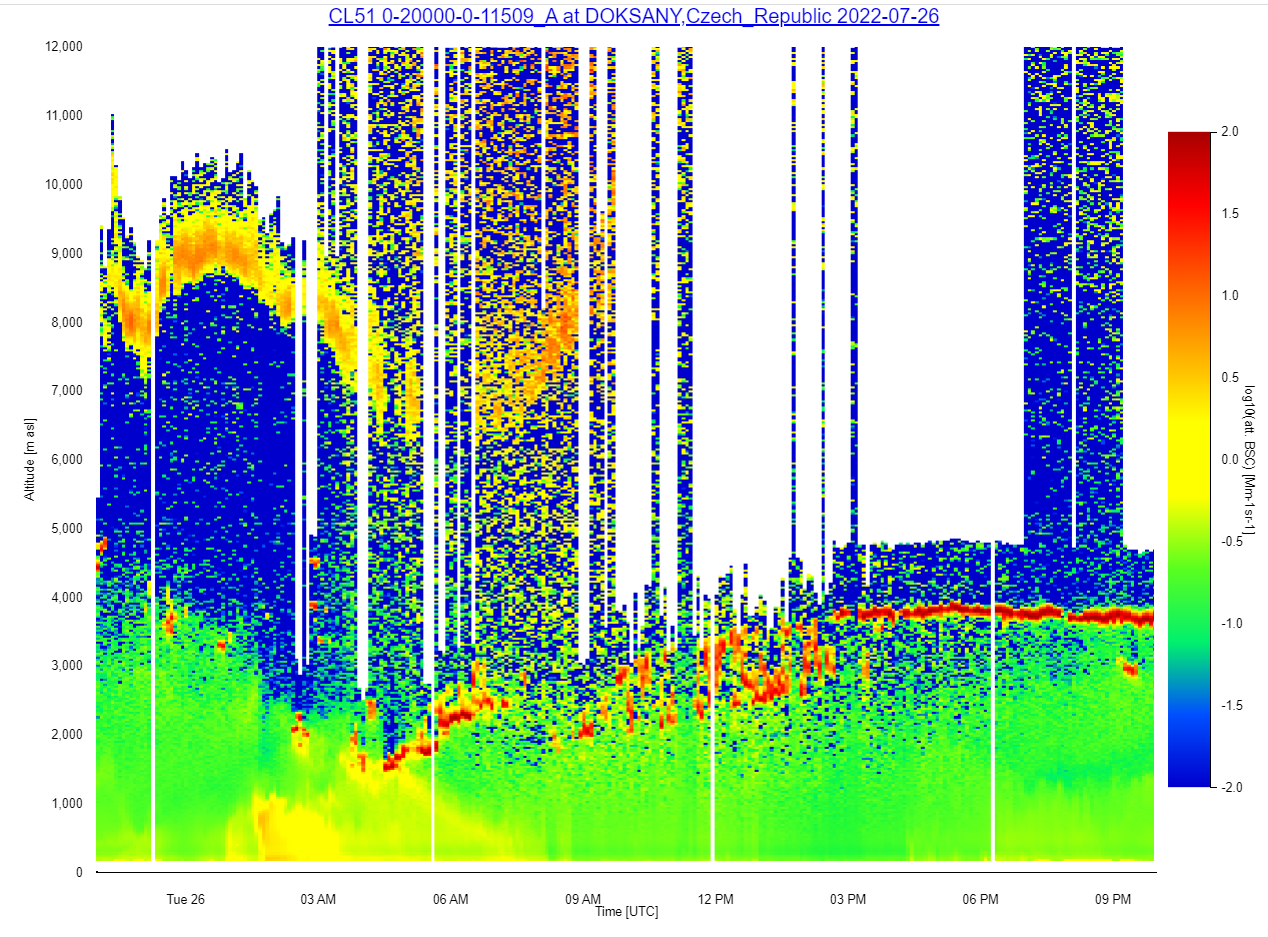 CL51 0-20000-0-11509_A at DOKSANY,Czech_Republic 2022-07-26
12,000
11,000
10,000
9,000
8,000
7,000
6,000
5,000
4,000
3,000
2,000
1,000
0
Altitude [m asl]
Tue 26
03 AM
06 AM
09 AM
12 PM
03 PM
06 PM
09 PM
Time [UTC]
2.0
1.5
1.0
0.5
0.0
-0.5
-1.0
-1.5
-2.0
log10(att. BSC) [Mm-1sr-1]